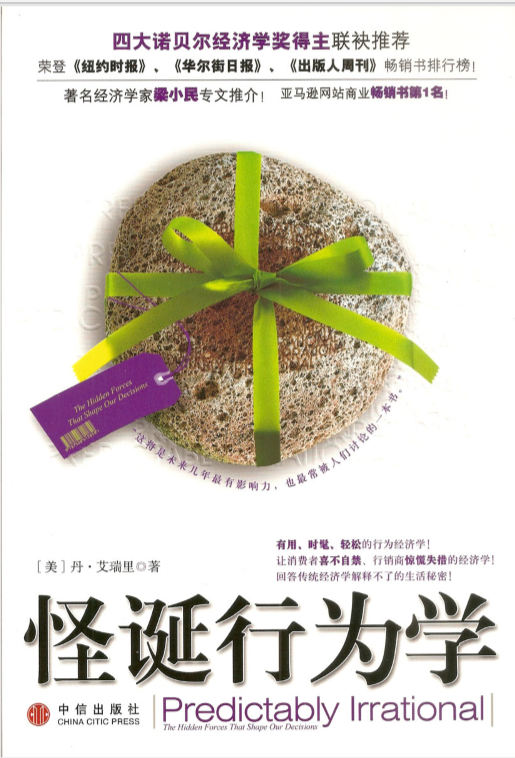 四大诺贝尔经济学奖得主联袂推荐
荣登《纽约时报》、《华尔街日报》、《出版人周刊》畅销书排行榜!
著名经济学家梁小民专文推介! 亚马逊网站商业畅销书第1名!
The Hidden Forces
That Shape Our Decisions
这将是未来几年最有影响力,也最常被人们讨论的一本书。
有用、时髦、轻松的行为经济学!
让消费者喜不自禁、行销商惊慌失措的经济学!
回答传统经济学解释不了的生活秘密!
[美]丹·艾瑞里◎著
怪诞行为学
中信出版社
CHINA CITIC PRESS
Predictably Irrational
The Hidden Forces That Shape Our Decisions